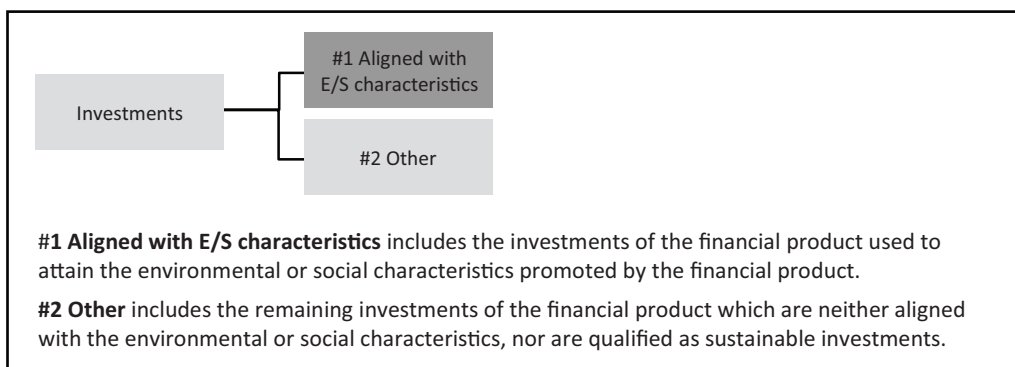 #1 Aligned with
E/S characteristics
Investments
#2 Other
#1 Aligned with E/S characteristics includes the investments of the financial product used to
attain the environmental or social characteristics promoted by the financial product.
#2 Other includes the remaining investments of the financial product which are neither aligned
with the environmental or social characteristics, nor are qualified as sustainable investments.